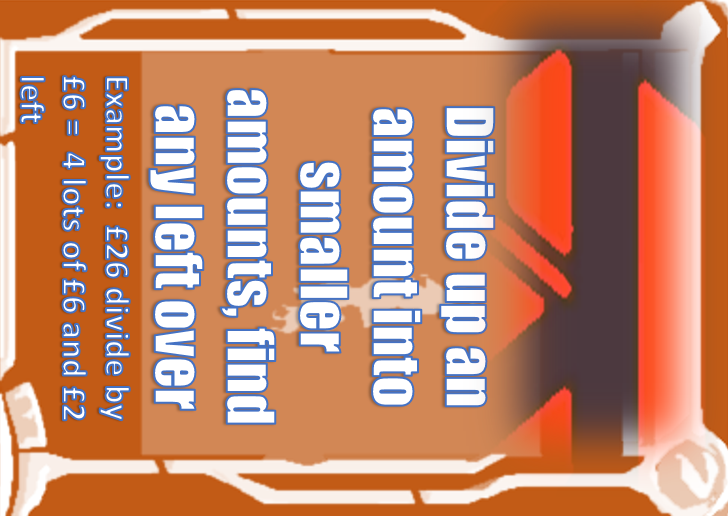 Divide up an
amount into
smaller
amounts, find
any left over
Example: £26 divide by
£6 = 4 lots of £6 and £2
left